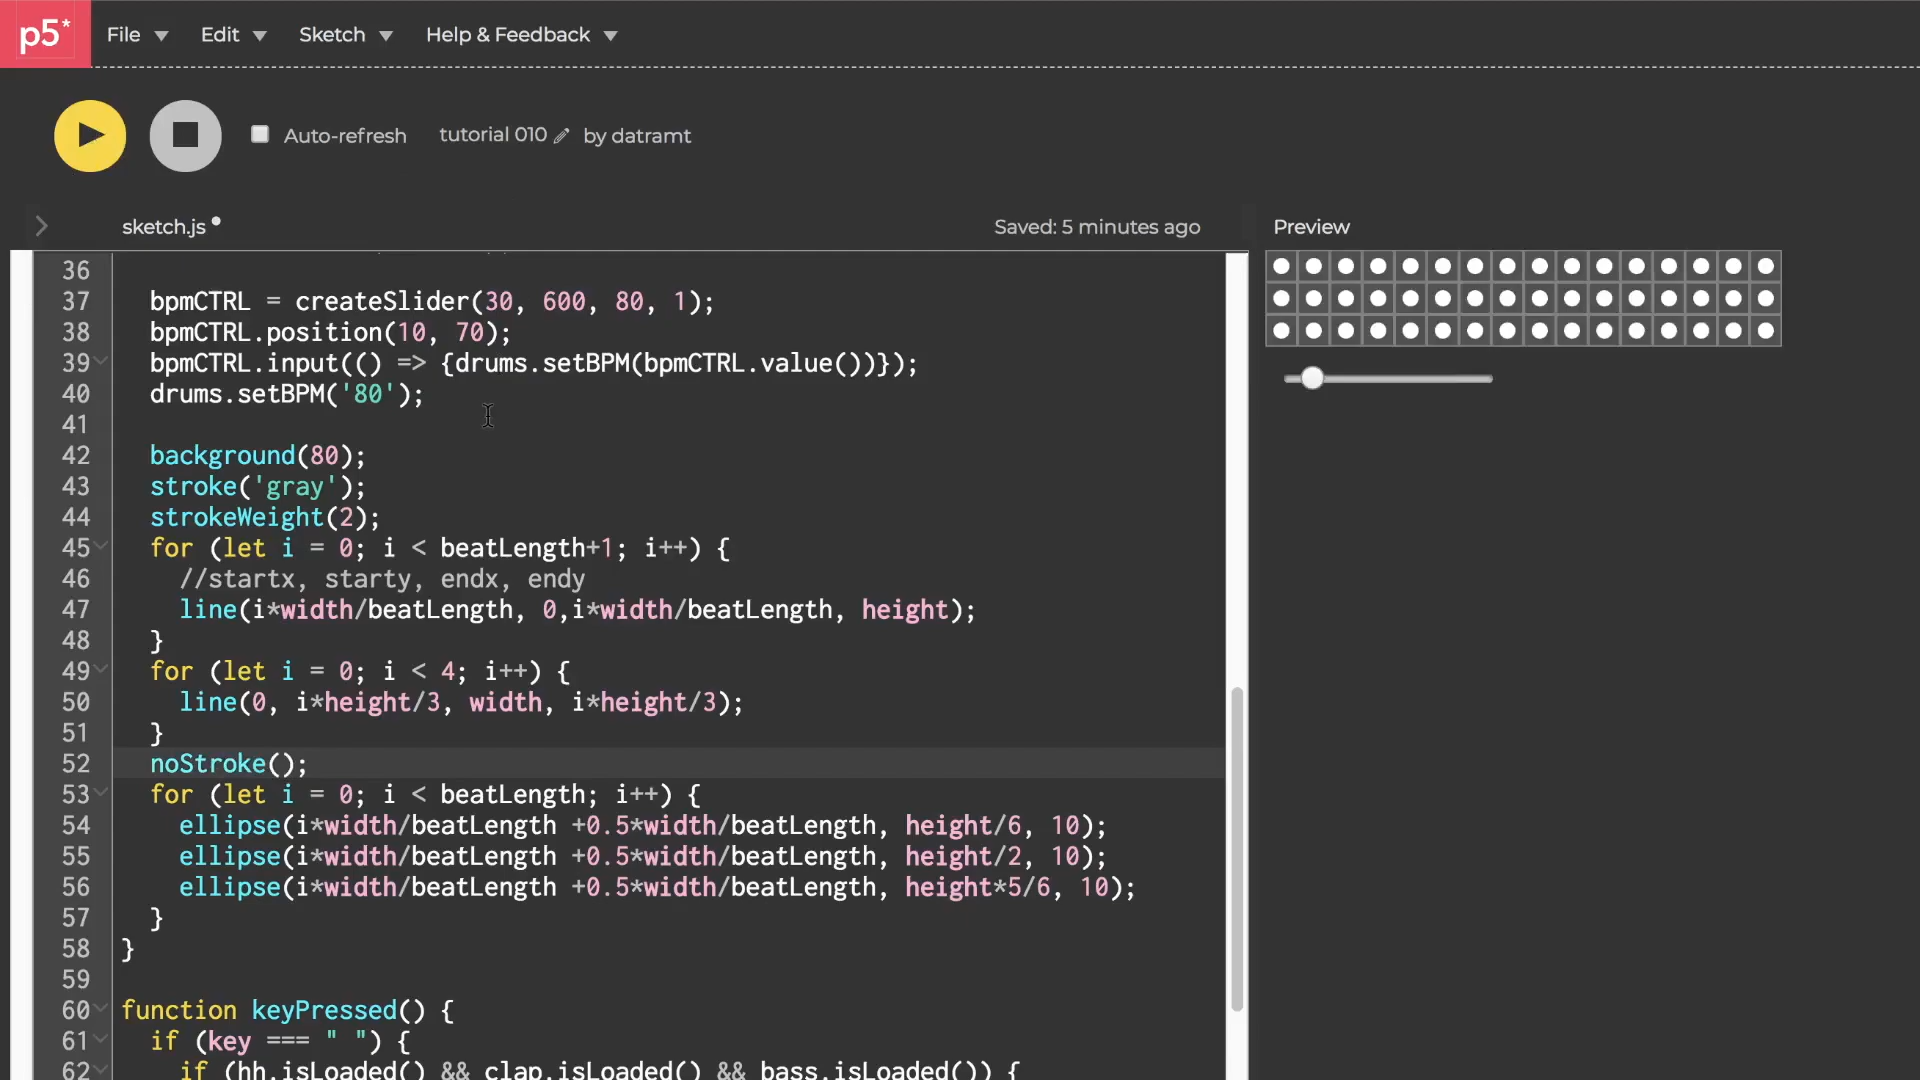 p5* File Edit Sketch Help & Feedback
Auto-refresh tutorial 010 by datramt
sketch.js Saved: 5 minutes ago Preview
36
37 bpmCTRL = createSlider(30, 600, 80, 1);
38 bpmCTRL.position(10, 70);
39 bpmCTRL.input(() => {drums.setBPM(bpmCTRL.value())});
40 drums.setBPM('80');
41
42 background(80);
43 stroke('gray');
44 strokeWeight(2);
45 for (let i = 0; i < beatLength+1; i++) {
46 //startx, starty, endx, endy
47 line(i*width/beatLength, 0,i*width/beatLength, height);
48 }
49 for (let i = 0; i < 4; i++) {
50 line(0, i*height/3, width, i*height/3);
51 }
52 noStroke();
53 for (let i = 0; i < beatLength; i++) {
54 ellipse(i*width/beatLength +0.5*width/beatLength, height/6, 10);
55 ellipse(i*width/beatLength +0.5*width/beatLength, height/2, 10);
56 ellipse(i*width/beatLength +0.5*width/beatLength, height*5/6, 10);
57 }
58 }
59
60 function keyPressed() {
61 if (key === " ") {
62 if (hh.isLoaded() && clap.isLoaded() && bass.isLoaded()) {